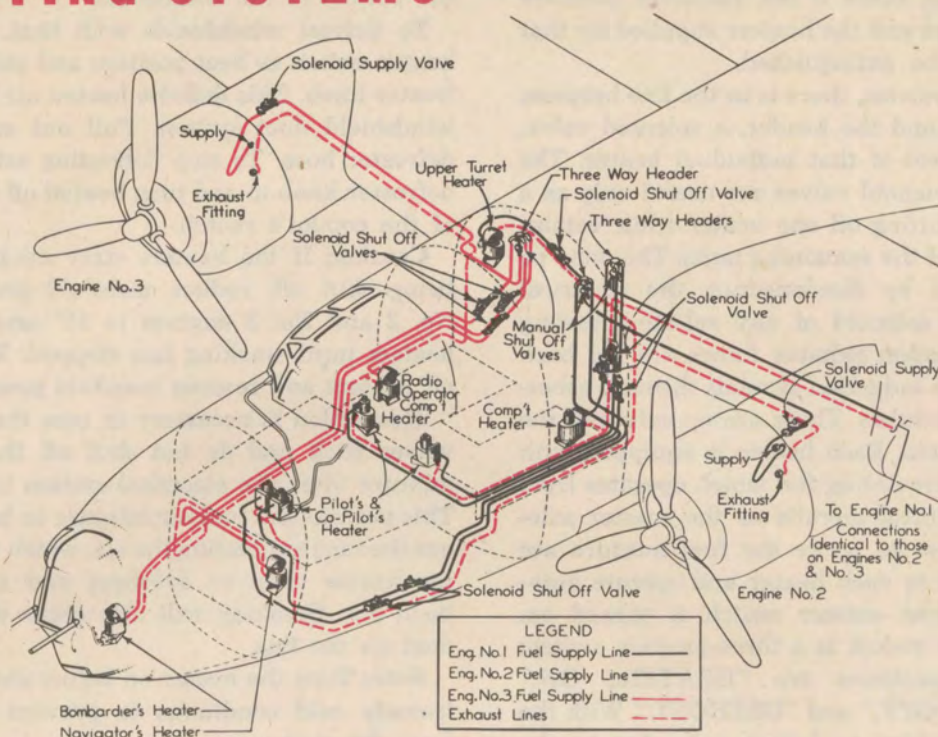 ING SYSTEMS
Solenoid Supply Valve
Supply
Exhaust
Fitting
Engine No.3
Upper Turret
Heater
Three Way Header
Solenoid Shut Off Valve
Three Way Headers
Solenoid Shut Off
Valves
Manual
Shut Off
Valves
Solenoid Shut Off
Valves
Solenoid Supply
Valve
Radio
Operator
Comp't
Heater
Comp't
Heater
Supply
Exhaust
Fitting
To Engine No.1
Connections
Identical to those
on Engines No.2
& No.3
Engine No.2
Pilot's &
Co-Pilot's
Heater
Solenoid Shut Off Valve
Bombardier's Heater
Navigator's Heater
LEGEND
Eng. No.1 Fuel Supply Line
Eng. No.2 Fuel Supply Line
Eng. No.3 Fuel Supply Line
Exhaust Lines